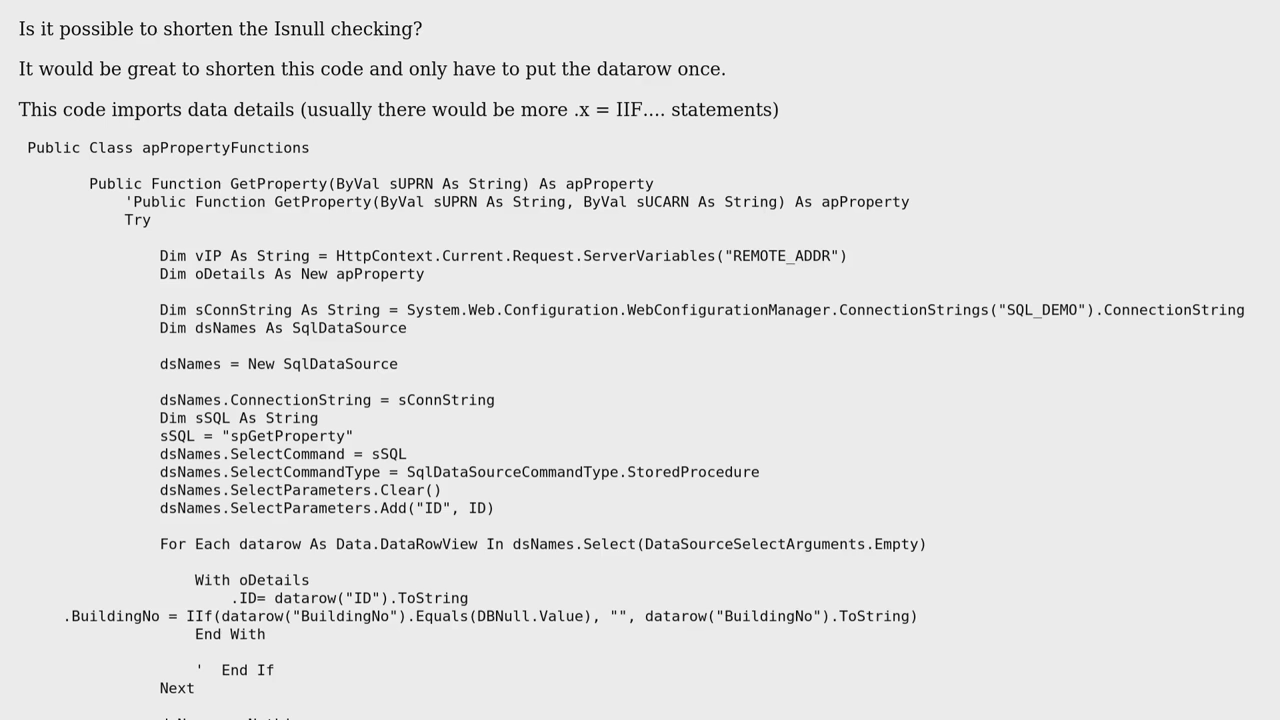 Is it possible to shorten the Isnull checking?
It would be great to shorten this code and only have to put the datarow once.
This code imports data details (usually there would be more .x = IIF.... statements)
Public Class apPropertyFunctions
Public Function GetProperty(ByVal sUPRN As String) As apProperty
'Public Function GetProperty(ByVal sUPRN As String, ByVal sUCARN As String) As apProperty
Try
Dim vIP As String = HttpContext.Current.Request.ServerVariables("REMOTE_ADDR")
Dim oDetails As New apProperty
Dim sConnString As String = System.Web.Configuration.WebConfigurationManager.ConnectionStrings("SQL_DEMO").ConnectionString
Dim dsNames As SqlDataSource
dsNames = New SqlDataSource
dsNames.ConnectionString = sConnString
Dim sSQL As String
sSQL = "spGetProperty"
dsNames.SelectCommand = sSQL
dsNames.SelectCommandType = SqlDataSourceCommandType.StoredProcedure
dsNames.SelectParameters.Clear()
dsNames.SelectParameters.Add("ID", ID)
For Each datarow As Data.DataRowView In dsNames.Select(DataSourceSelectArguments.Empty)
With oDetails
.ID= datarow("ID").ToString
.BuildingNo = IIf(datarow("BuildingNo").Equals(DBNull.Value), "", datarow("BuildingNo").ToString)
End With
'  End If
Next